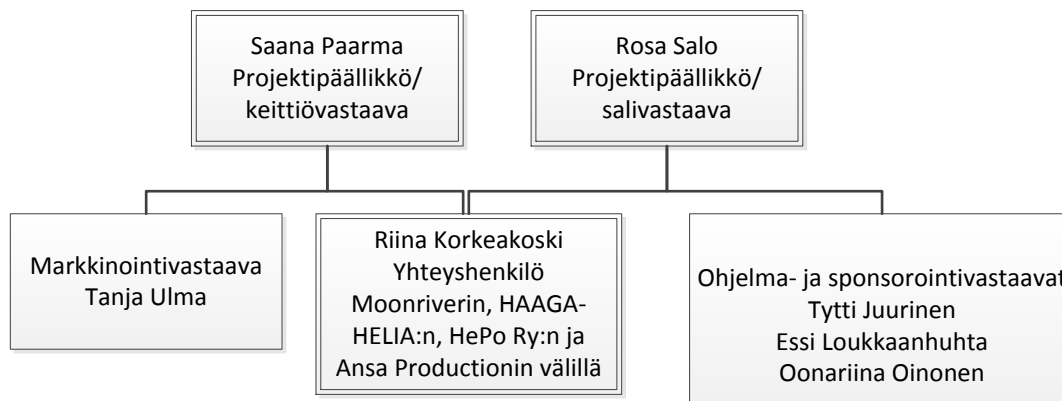 Saana Paarma
Projektipäällikkö/
keittiövastaava
Rosa Salo
Projektipäällikkö/
salivastaava
Markkinointivastaava
Tanja Ulma
Riina Korkeakoski
Yhteyshenkilö
Moonriverin, HAAGA-
HELIA:n, HePo Ry:n ja
Ansa Productionin välillä
Ohjelma- ja sponsorointivastaavat
Tytti Juurinen
Essi Loukkaanhuhta
Oonariina Oinonen